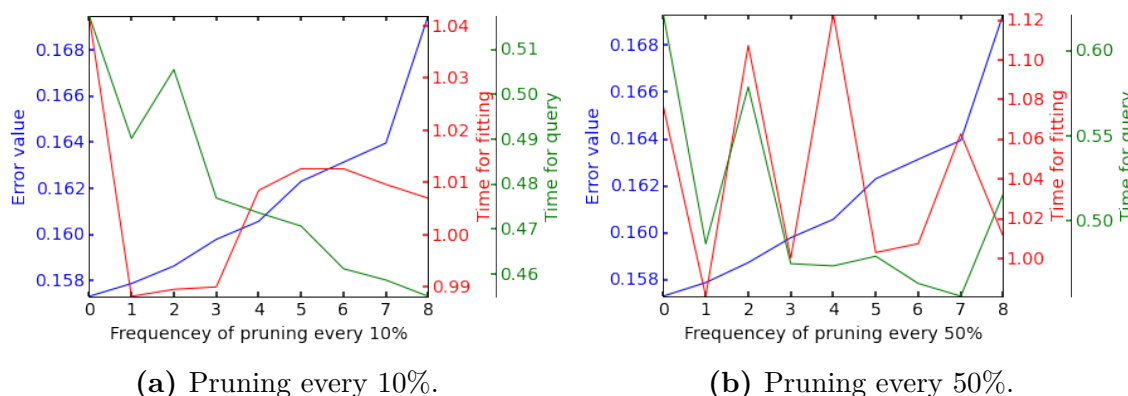 0.168
0.166
0.164
0.162
0.160
0.158
Error value
0 1 2 3 4 5 6 7 8
Frequencey of pruning every 10%
1.04
1.03
1.02
1.01
1.00
0.99
Time for fitting
0.51
0.50
0.49
0.48
0.47
0.46
Time for query
(a) Pruning every 10%.
0.168
0.166
0.164
0.162
0.160
0.158
Error value
0 1 2 3 4 5 6 7 8
Frequencey of pruning every 50%
1.12
1.10
1.08
1.06
1.04
1.02
1.00
Time for fitting
0.60
0.55
0.50
Time for query
(b) Pruning every 50%.